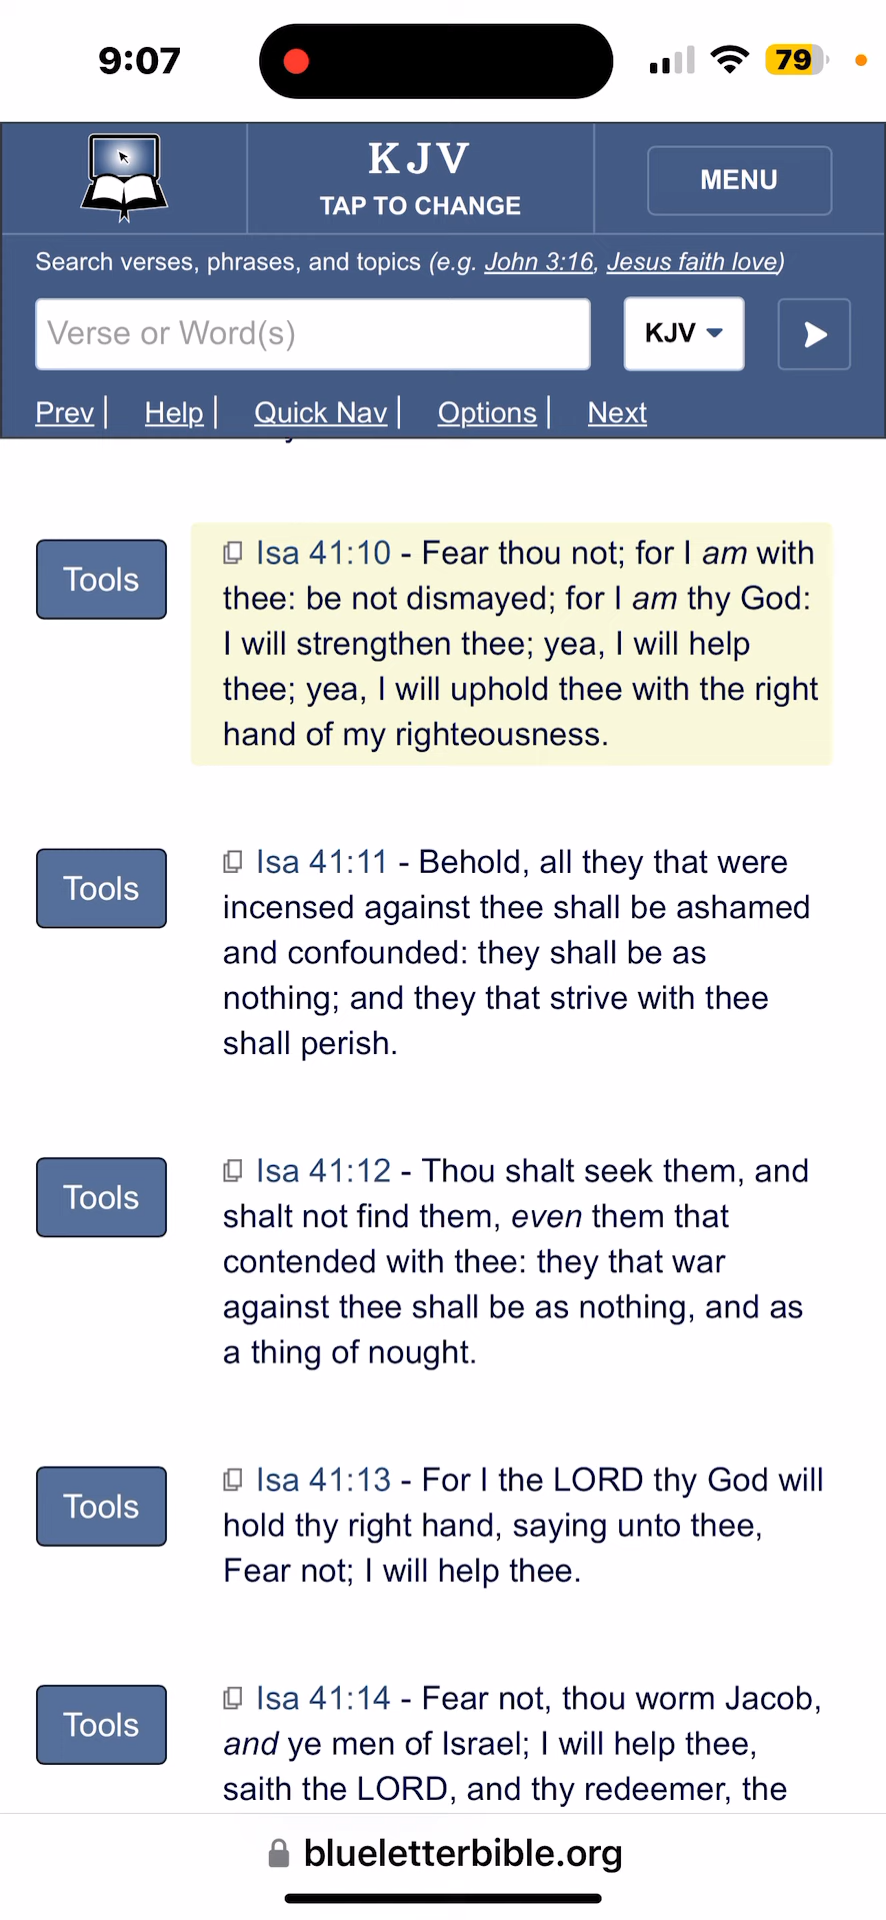 9:07
79
KJV
TAP TO CHANGE
MENU
Search verses, phrases, and topics (e.g. John 3:16, Jesus faith love)
Verse or Word(s)
KJV
Prev | Help | Quick Nav | Options | Next
Tools
Isa 41:10 - Fear thou not; for I am with
thee: be not dismayed; for I am thy God:
I will strengthen thee; yea, I will help
thee; yea, I will uphold thee with the right
hand of my righteousness.
Tools
Isa 41:11 - Behold, all they that were
incensed against thee shall be ashamed
and confounded: they shall be as
nothing; and they that strive with thee
shall perish.
Tools
Isa 41:12 - Thou shalt seek them, and
shalt not find them, even them that
contended with thee: they that war
against thee shall be as nothing, and as
a thing of nought.
Tools
Isa 41:13 - For I the LORD thy God will
hold thy right hand, saying unto thee,
Fear not; I will help thee.
Tools
Isa 41:14 - Fear not, thou worm Jacob,
and ye men of Israel; I will help thee,
saith the LORD, and thy redeemer, the
blueletterbible.org